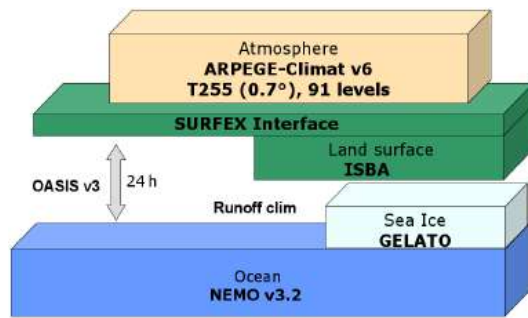 Atmosphere
ARPEGE-Climat v6
T255 (0.7°), 91 levels
SURFEX Interface
Land surface
ISBA
OASIS v3
24 h
Runoff clim
Sea Ice
GELATO
Ocean
NEMO v3.2